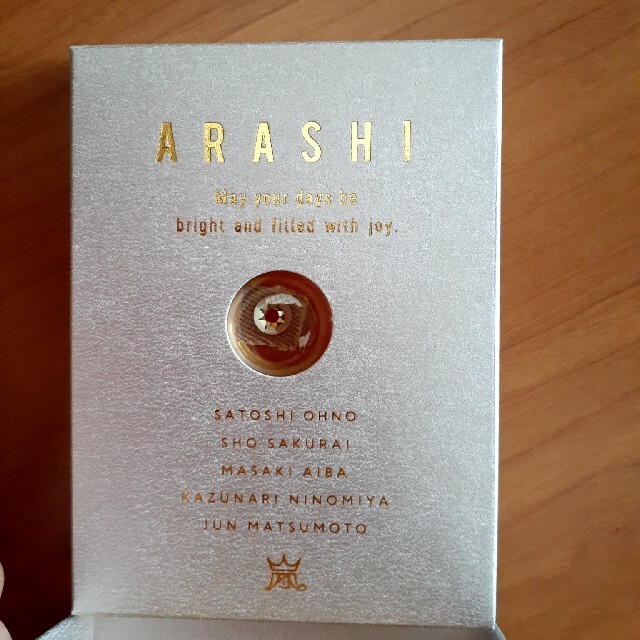 ARASHI
May your days be
bright and filled with joy.
SATOSHI OHNO
SHO SAKURAI
MASAKI AIBA
KAZUNARI NINOMIYA
JUN MATSUMOTO